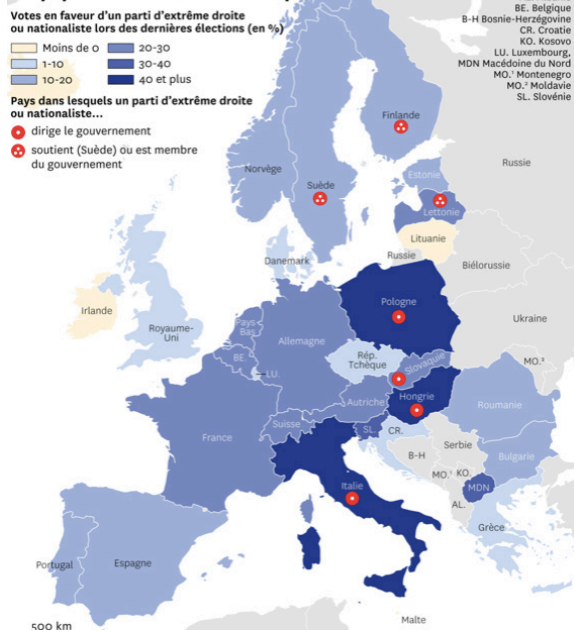 Votes en faveur d'un parti d'extrême droite
ou nationaliste lors des dernières élections (en %)
Moins de 0
1-10
10-20
20-30
30-40
40 et plus
Pays dans lesquels un parti d'extrême droite
ou nationaliste...
dirige le gouvernement
soutient (Suède) ou est membre
du gouvernement
BE. Belgique
B-H Bosnie-Herzégovine
CR. Croatie
KO. Kosovo
LU. Luxembourg,
MDN Macédoine du Nord
MO.¹ Montenegro
MO.² Moldavie
SL. Slovénie
Finlande
Norvège
Suède
Russie
Estonie
Lettonie
Lituanie
Russie
Danemark
Biélorussie
Irlande
Royaume-
Uni
Pays-
Bas
Allemagne
Pologne
Ukraine
BE.
LU.
Rép.
Tchèque
Slovaquie
MO.²
Autriche
Hongrie
Roumanie
France
Suisse
SL.
CR.
B-H
Serbie
Bulgarie
MO.¹
KO.
MDN
AL.
Italie
Grèce
Portugal
Espagne
Malte
500 km